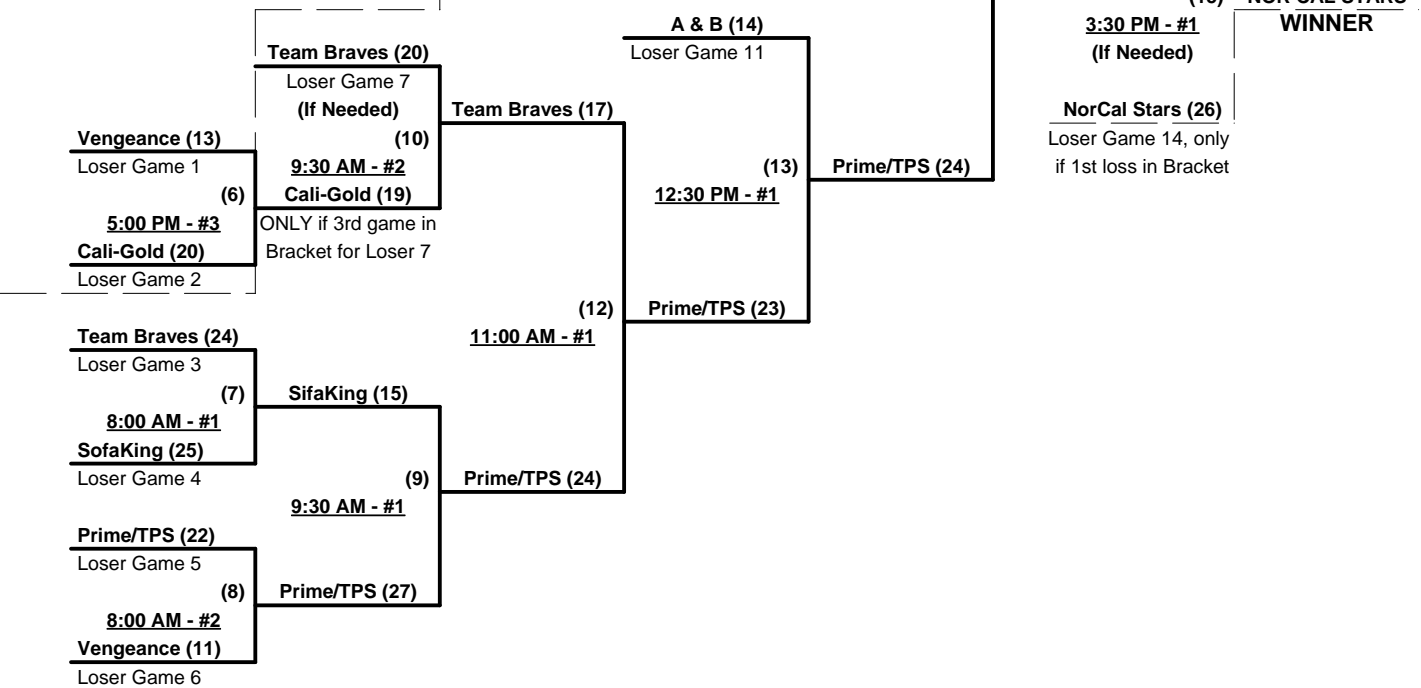 A & B (14)
Loser Game 11
3:30 PM - #1
WINNER
(If Needed)
Team Braves (20)
Loser Game 7
(If Needed)
(10)
9:30 AM - #2
Cali-Gold (19)
ONLY if 3rd game in
Bracket for Loser 7
Team Braves (17)
NorCal Stars (26)
Loser Game 14, only
if 1st loss in Bracket
Vengeance (13)
Loser Game 1
(6)
5:00 PM - #3
Cali-Gold (20)
Loser Game 2
(13)
12:30 PM - #1
Prime/TPS (24)
(12)
11:00 AM - #1
Prime/TPS (23)
Team Braves (24)
Loser Game 3
(7)
8:00 AM - #1
SofaKing (25)
Loser Game 4
SifaKing (15)
(9)
9:30 AM - #1
Prime/TPS (24)
Prime/TPS (22)
Loser Game 5
(8)
8:00 AM - #2
Vengeance (11)
Loser Game 6
Prime/TPS (27)